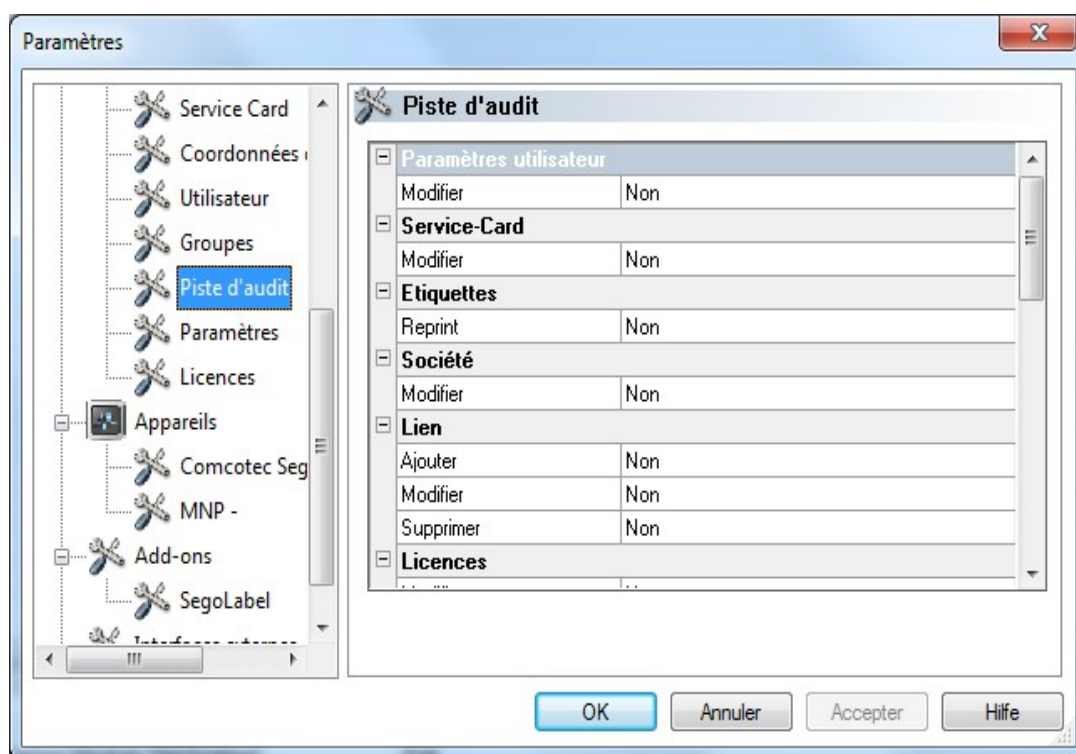 Paramètres
Service Card
Coordonnées
Utilisateur
Groupes
Piste d'audit
Paramètres
Licences
Appareils
Comcotec Seg
MNP -
Add-ons
SegoLabel
Piste d'audit
Paramètres utilisateur
Modifier Non
Service-Card
Modifier Non
Etiquettes
Reprint Non
Société
Modifier Non
Lien
Ajouter Non
Modifier Non
Supprimer Non
Licences
OK Annuler Accepter Hilfe